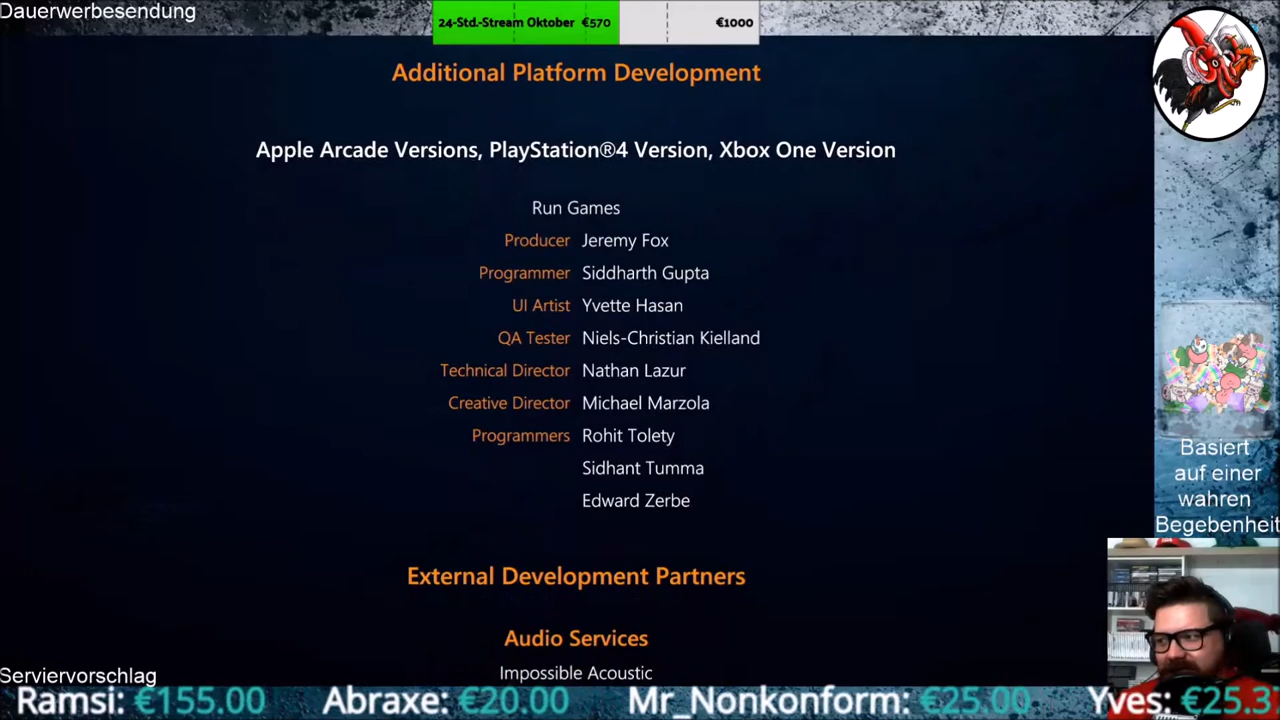 Dauerwerbesendung
24-Std.-Stream Oktober €570 €1000
Additional Platform Development
Apple Arcade Versions, PlayStation®4 Version, Xbox One Version
Run Games
Producer Jeremy Fox
Programmer Siddharth Gupta
UI Artist Yvette Hasan
QA Tester Niels-Christian Kielland
Technical Director Nathan Lazur
Creative Director Michael Marzola
Programmers Rohit Tolety
Sidhant Tumma
Edward Zerbe
External Development Partners
Audio Services
Impossible Acoustic
Basiert
auf einer
wahren
Begebenheit
Serviervorschlag
Ramsi: €155.00 Abraxe: €20.00 Mr_Nonkonform: €25.00 Yves: €25.3